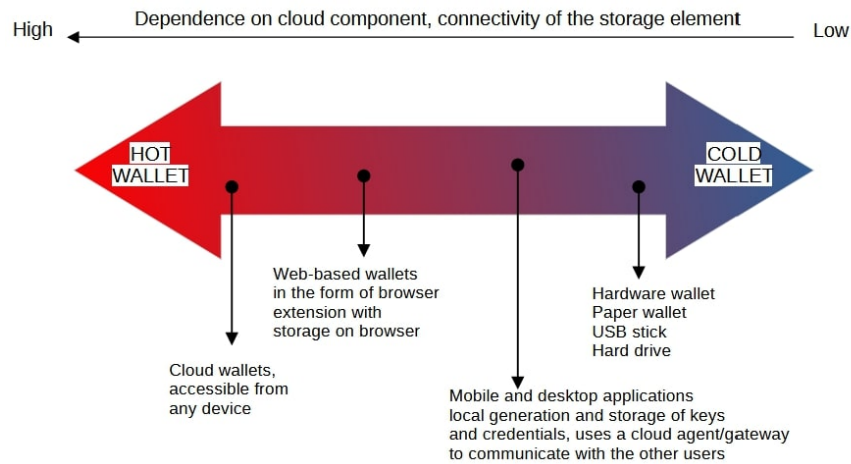 Dependence on cloud component, connectivity of the storage element
High
Low
HOT
WALLET
COLD
WALLET
Web-based wallets
in the form of browser
extension with
storage on browser
Hardware wallet
Paper wallet
USB stick
Hard drive
Cloud wallets,
accessible from
any device
Mobile and desktop applications
local generation and storage of keys
and credentials, uses a cloud agent/gateway
to communicate with the other users